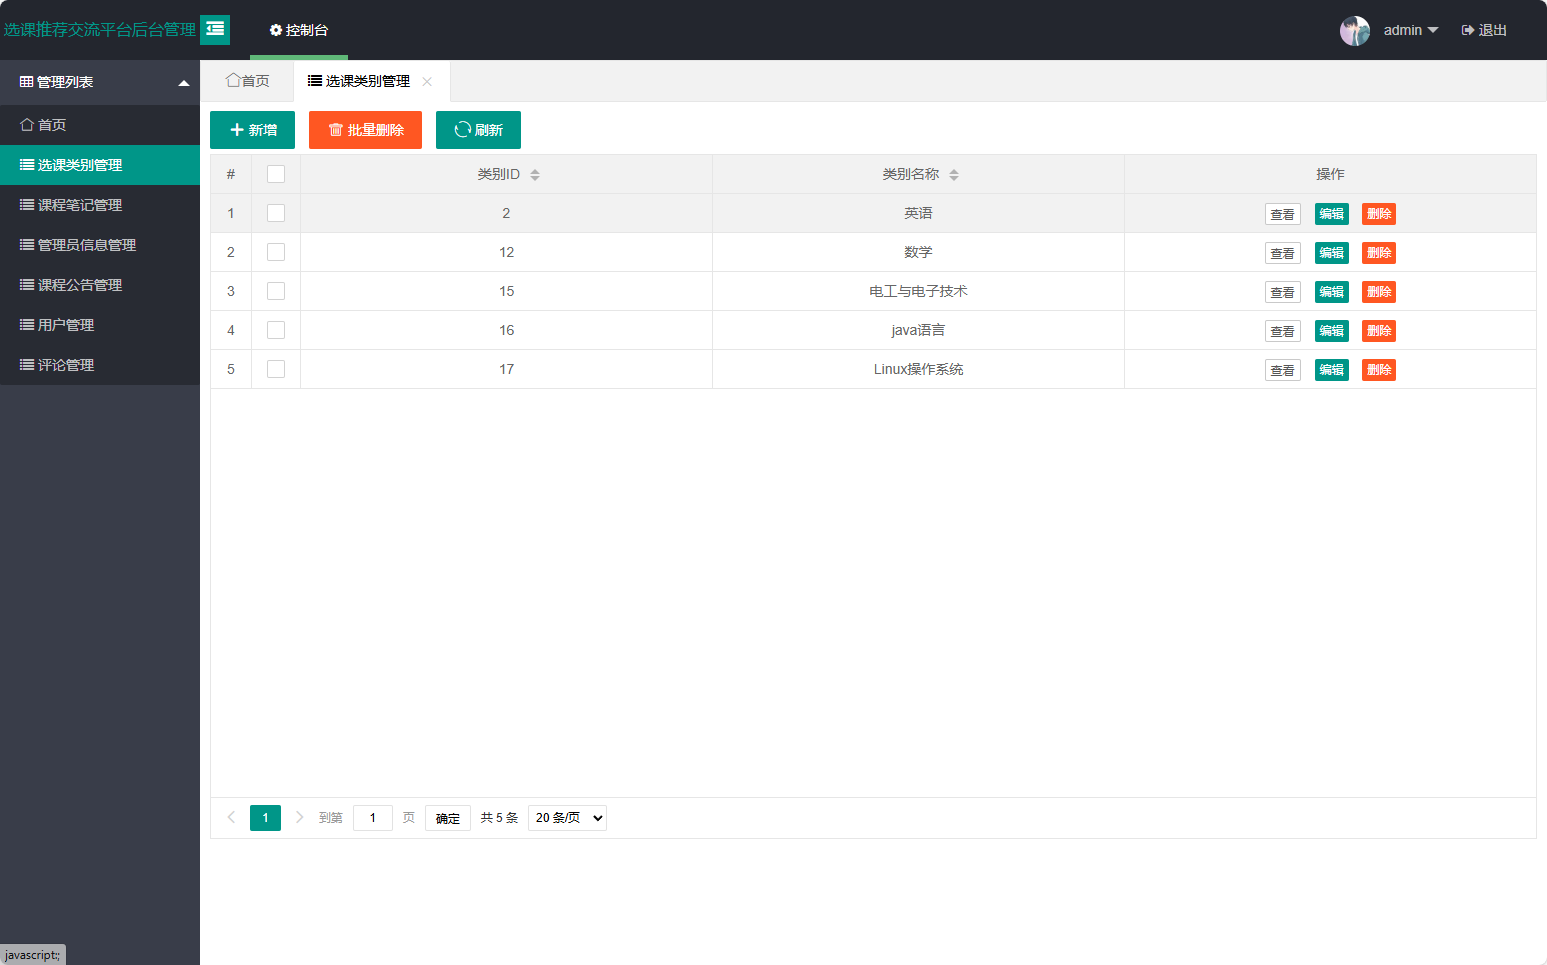 选课推荐交流平台后台管理 控制台 admin 退出
管理列表
首页
选课类别管理
课程笔记管理
管理员信息管理
课程公告管理
用户管理
评论管理
首页 选课类别管理
新增 批量删除 刷新
# 类别ID 类别名称 操作
1 2 英语 查看 编辑 删除
2 12 数学 查看 编辑 删除
3 15 电工与电子技术 查看 编辑 删除
4 16 java语言 查看 编辑 删除
5 17 Linux操作系统 查看 编辑 删除
1 到第 1 页 确定 共 5 条 20 条/页
javascript:;